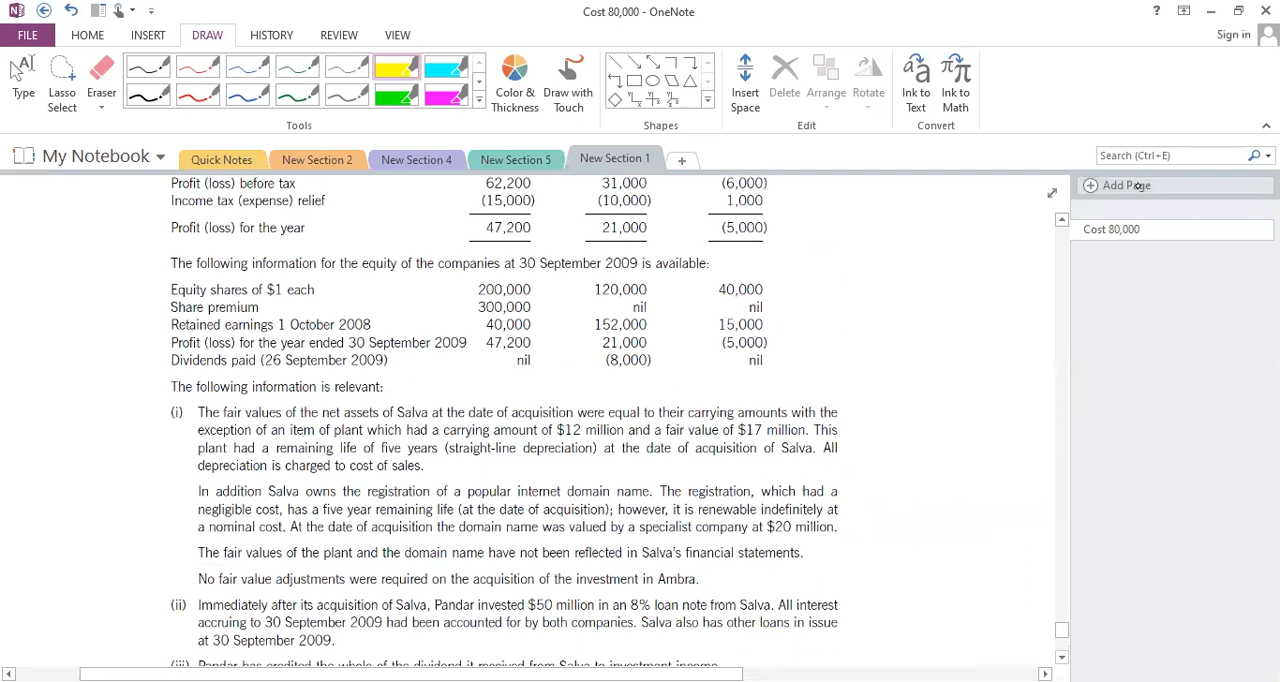 Cost 80,000 - OneNote
? 
Sign in
FILE HOME INSERT DRAW HISTORY REVIEW VIEW
Type
Lasso Select
Eraser
Color & Thickness
Draw with Touch
Insert Space
Delete
Arrange
Rotate
Ink to Text
Ink to Math
Tools
Shapes
Edit
Convert
My Notebook
Quick Notes New Section 2 New Section 4 New Section 5 New Section 1
Search (Ctrl+E)
Add Page
Cost 80,000
Profit (loss) before tax 62,200 31,000 (6,000)
Income tax (expense) relief (15,000) (10,000) 1,000
Profit (loss) for the year 47,200 21,000 (5,000)
The following information for the equity of the companies at 30 September 2009 is available:
Equity shares of $1 each 200,000 120,000 40,000
Share premium 300,000 nil nil
Retained earnings 1 October 2008 40,000 152,000 15,000
Profit (loss) for the year ended 30 September 2009 47,200 21,000 (5,000)
Dividends paid (26 September 2009) nil (8,000) nil
The following information is relevant:
(i) The fair values of the net assets of Salva at the date of acquisition were equal to their carrying amounts with the
exception of an item of plant which had a carrying amount of $12 million and a fair value of $17 million. This
plant had a remaining life of five years (straight-line depreciation) at the date of acquisition of Salva. All
depreciation is charged to cost of sales.
In addition Salva owns the registration of a popular internet domain name. The registration, which had a
negligible cost, has a five year remaining life (at the date of acquisition); however, it is renewable indefinitely at
a nominal cost. At the date of acquisition the domain name was valued by a specialist company at $20 million.
The fair values of the plant and the domain name have not been reflected in Salva's financial statements.
No fair value adjustments were required on the acquisition of the investment in Ambra.
(ii) Immediately after its acquisition of Salva, Pandar invested $50 million in an 8% loan note from Salva. All interest
accruing to 30 September 2009 had been accounted for by both companies. Salva also has other loans in issue
at 30 September 2009.
(iii) Pandar has credited the whole of the dividend it received from Salva to investment income.